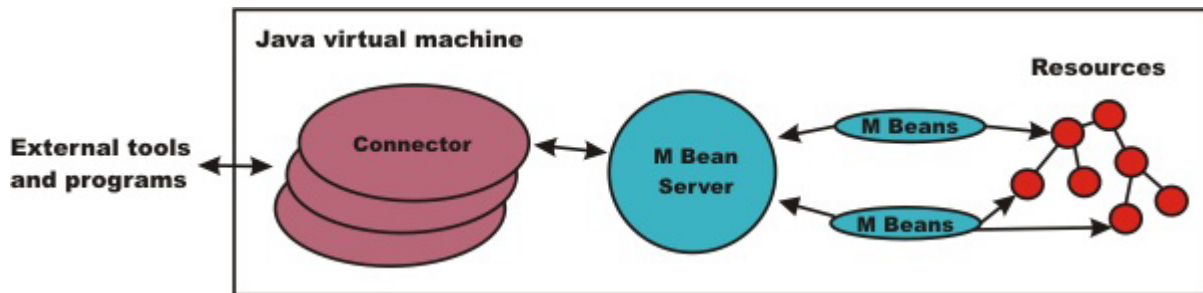 Java virtual machine
Resources
External tools
and programs
Connector
M Bean
Server
M Beans
M Beans